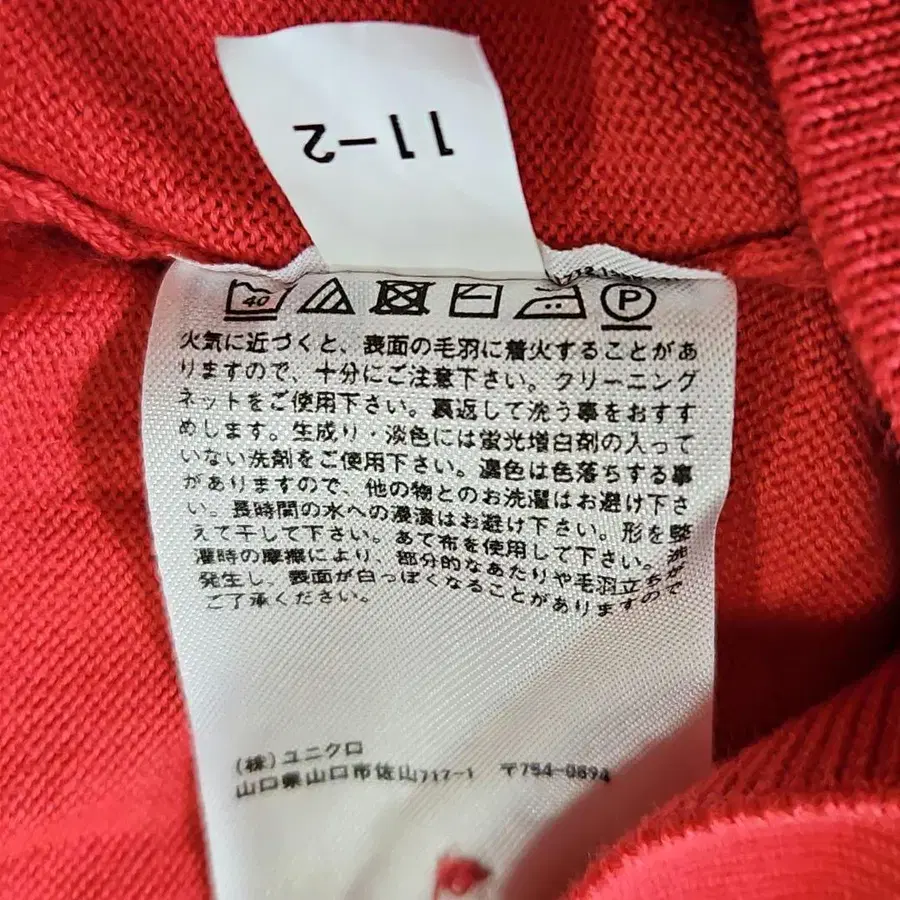 11-2
40
P
火気に近づくと、表面の毛羽に着火することがあ
りますので、十分にご注意下さい。クリーニング
ネットをご使用下さい。裏返して洗う事をおすす
めします。生成り・淡色には蛍光増白剤の入って
いない洗剤をご使用下さい。濃色は色落ちする事
がありますので、他の物とのお洗濯はお避け下さ
い。長時間の水への浸漬はお避け下さい。形を整
えて干して下さい。あて布を使用して下さい。洗
濯時の摩擦により、部分的なあたりや毛羽立ちが
発生し、表面が白っぽくなることがありますので
ご了承ください。
(株)ユニクロ
山口県山口市佐山717-1 〒754-0894